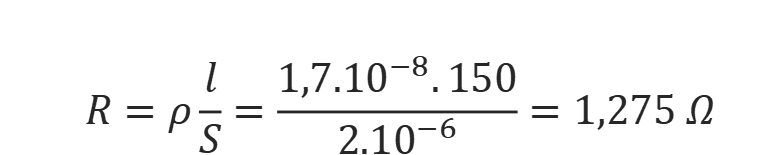 R = ρ l/S = 1,7.10⁻⁸. 150 / 2.10⁻⁶ = 1,275 Ω